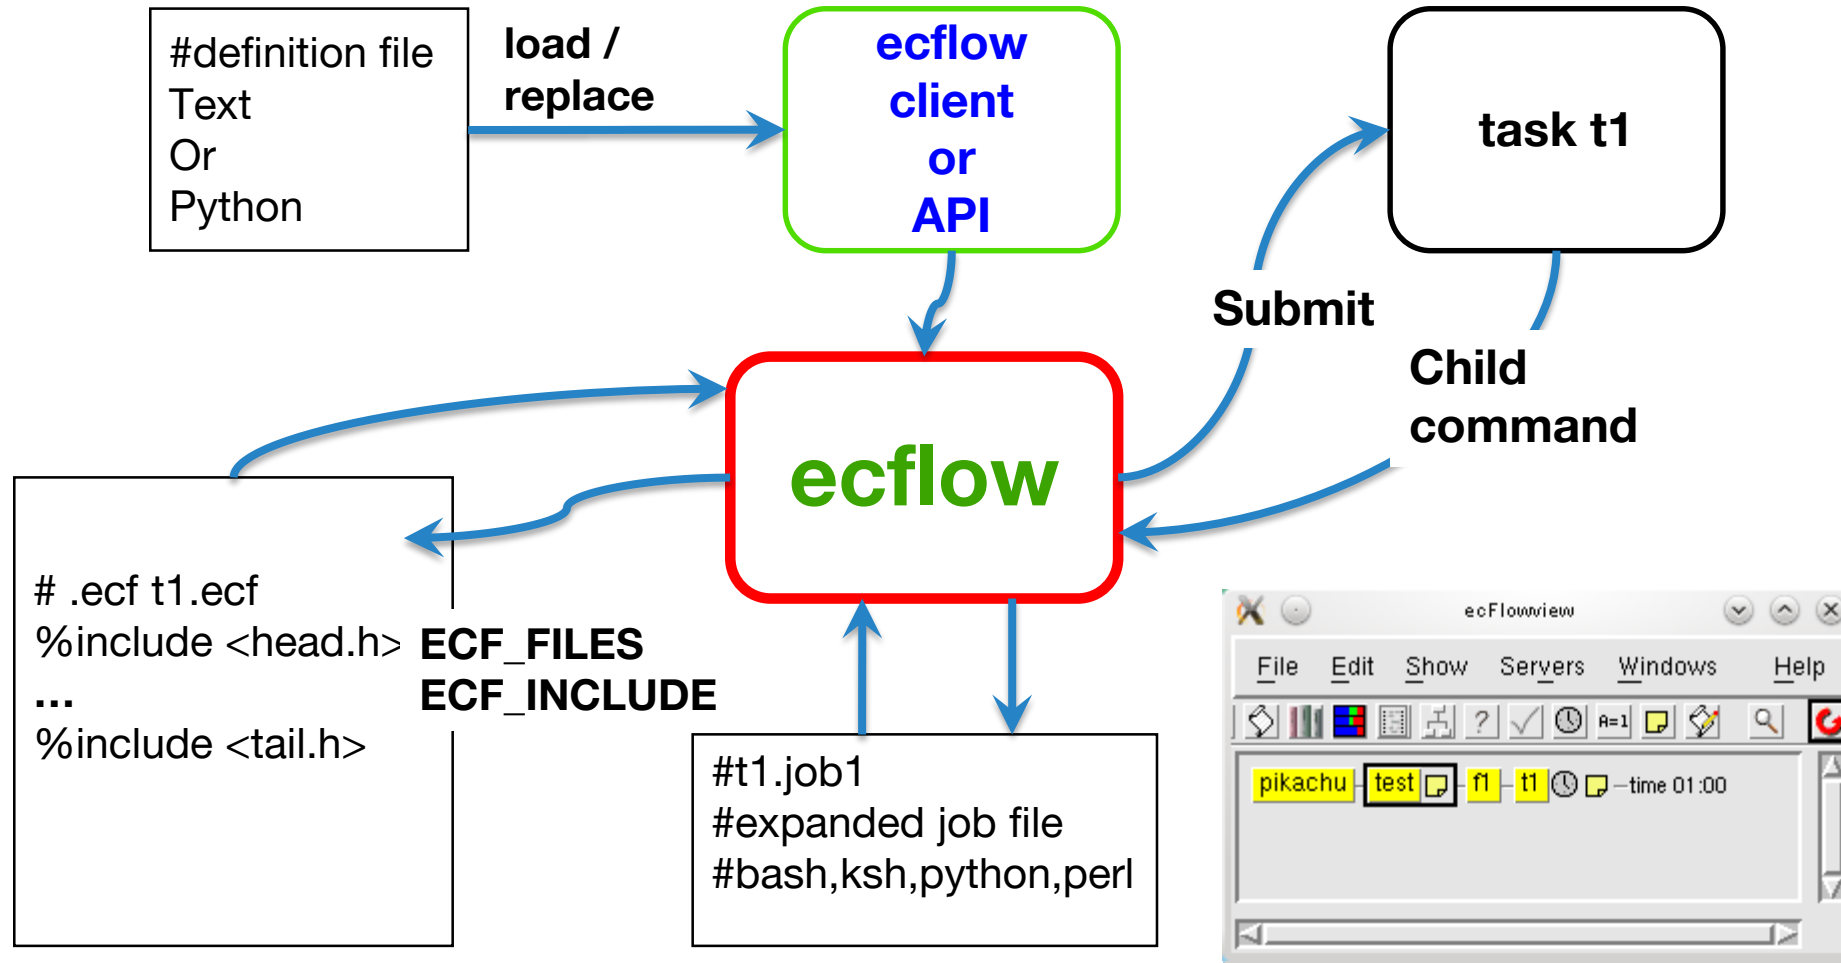 #definition file
Text
Or
Python
load /
replace
ecflow
client
or
API
task t1
Submit
Child
command
ecflow
# .ecf t1.ecf
%include <head.h>
...
%include <tail.h>
ECF_FILES
ECF_INCLUDE
#t1.job1
#expanded job file
#bash,ksh,python,perl
ecFlowview
File Edit Show Servers Windows Help
? A=1
pikachu test f1 t1 time 01:00